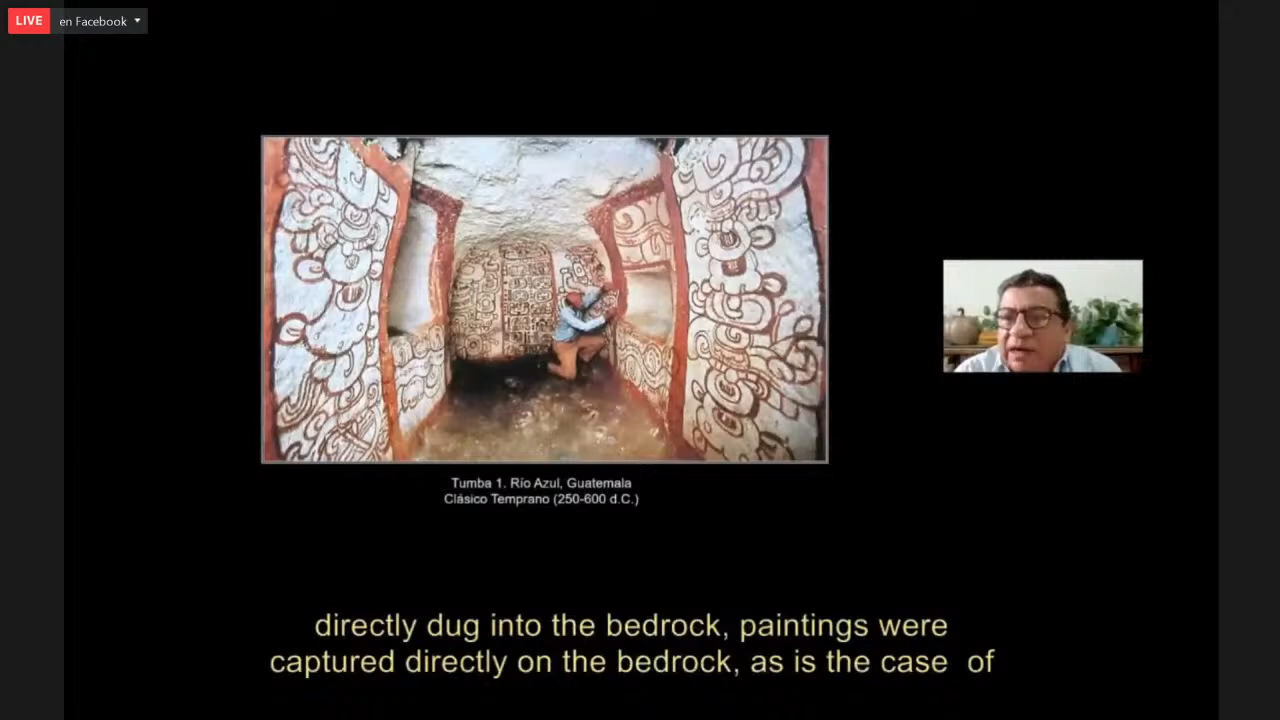 LIVE en Facebook
Tumba 1. Río Azul, Guatemala
Clásico Temprano (250-600 d.C.)
directly dug into the bedrock, paintings were
captured directly on the bedrock, as is the case of